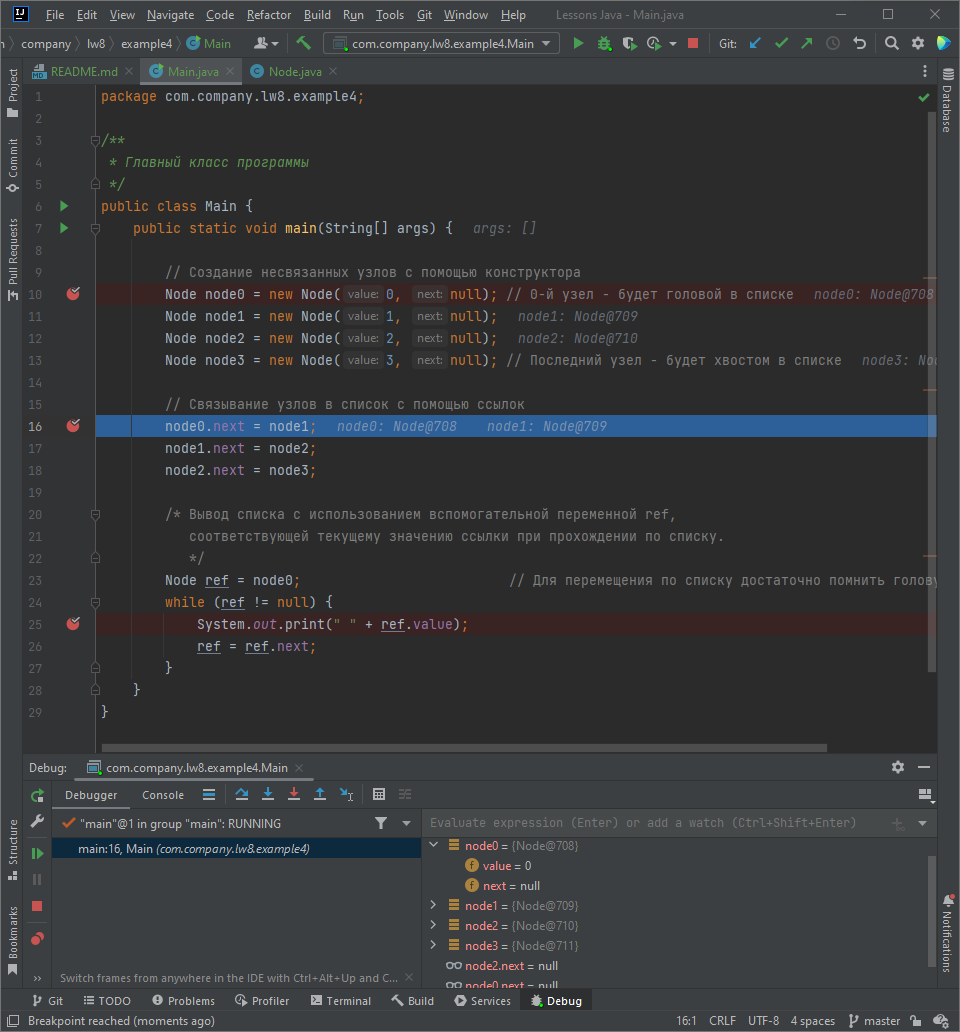 File Edit View Navigate Code Refactor Build Run Tools Git Window Help Lessons Java - Main.java
company lw8 example4 Main com.company.lw8.example4.Main Git:
README.md Main.java Node.java
Project
Commit
Pull Requests
Structure
Bookmarks
Database
Notifications
1 package com.company.lw8.example4;
2
3 /**
4 * Главный класс программы
5 */
6 public class Main {
7 public static void main(String[] args) { args: []
8
9 // Создание несвязанных узлов с помощью конструктора
10 Node node0 = new Node( value: 0, next: null); // 0-й узел - будет головой в списке node0: Node@708
11 Node node1 = new Node( value: 1, next: null); node1: Node@709
12 Node node2 = new Node( value: 2, next: null); node2: Node@710
13 Node node3 = new Node( value: 3, next: null); // Последний узел - будет хвостом в списке node3: No
14
15 // Связывание узлов в список с помощью ссылок
16 node0.next = node1; node0: Node@708 node1: Node@709
17 node1.next = node2;
18 node2.next = node3;
19
20 /* Вывод списка с использованием вспомогательной переменной ref,
21 соответствующей текущему значению ссылки при прохождении по списку.
22 */
23 Node ref = node0; // Для перемещения по списку достаточно помнить голову
24 while (ref != null) {
25 System.out.print(" " + ref.value);
26 ref = ref.next;
27 }
28 }
29 }
Debug: com.company.lw8.example4.Main
Debugger Console
"main"@1 in group "main": RUNNING
main:16, Main (com.company.lw8.example4)
Switch frames from anywhere in the IDE with Ctrl+Alt+Up and C...
Evaluate expression (Enter) or add a watch (Ctrl+Shift+Enter)
node0 = {Node@708}
value = 0
next = null
node1 = {Node@709}
node2 = {Node@710}
node3 = {Node@711}
node2.next = null
node0.next = null
Git TODO Problems Profiler Terminal Build Services Debug
Breakpoint reached (moments ago) 16:1 CRLF UTF-8 4 spaces master